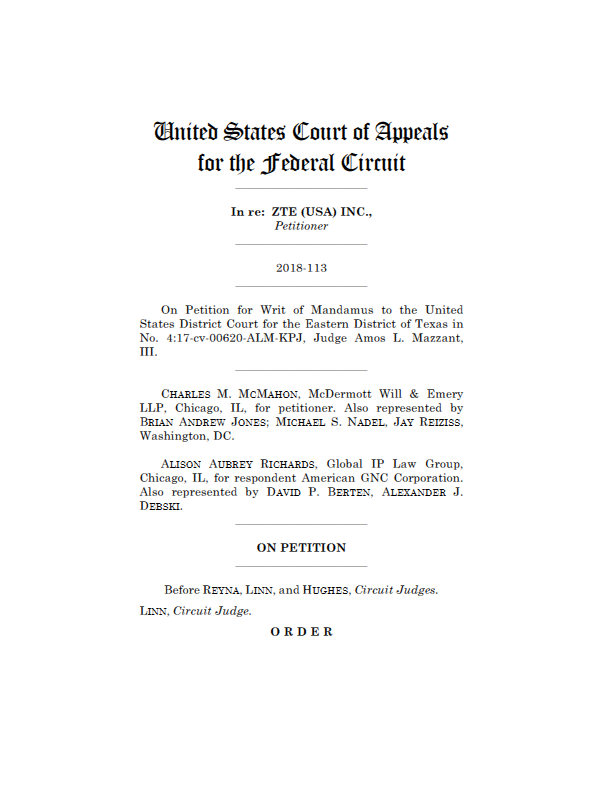 United States Court of Appeals
for the Federal Circuit
In re: ZTE (USA) INC.,
Petitioner
2018-113
On Petition for Writ of Mandamus to the United
States District Court for the Eastern District of Texas in
No. 4:17-cv-00620-ALM-KPJ, Judge Amos L. Mazzant,
III.
CHARLES M. MCMAHON, McDermott Will & Emery
LLP, Chicago, IL, for petitioner. Also represented by
BRIAN ANDREW JONES; MICHAEL S. NADEL, JAY REIZISS,
Washington, DC.
ALISON AUBREY RICHARDS, Global IP Law Group,
Chicago, IL, for respondent American GNC Corporation.
Also represented by DAVID P. BERTEN, ALEXANDER J.
DEBSKI.
ON PETITION
Before REYNA, LINN, and HUGHES, Circuit Judges.
LINN, Circuit Judge.
O R D E R